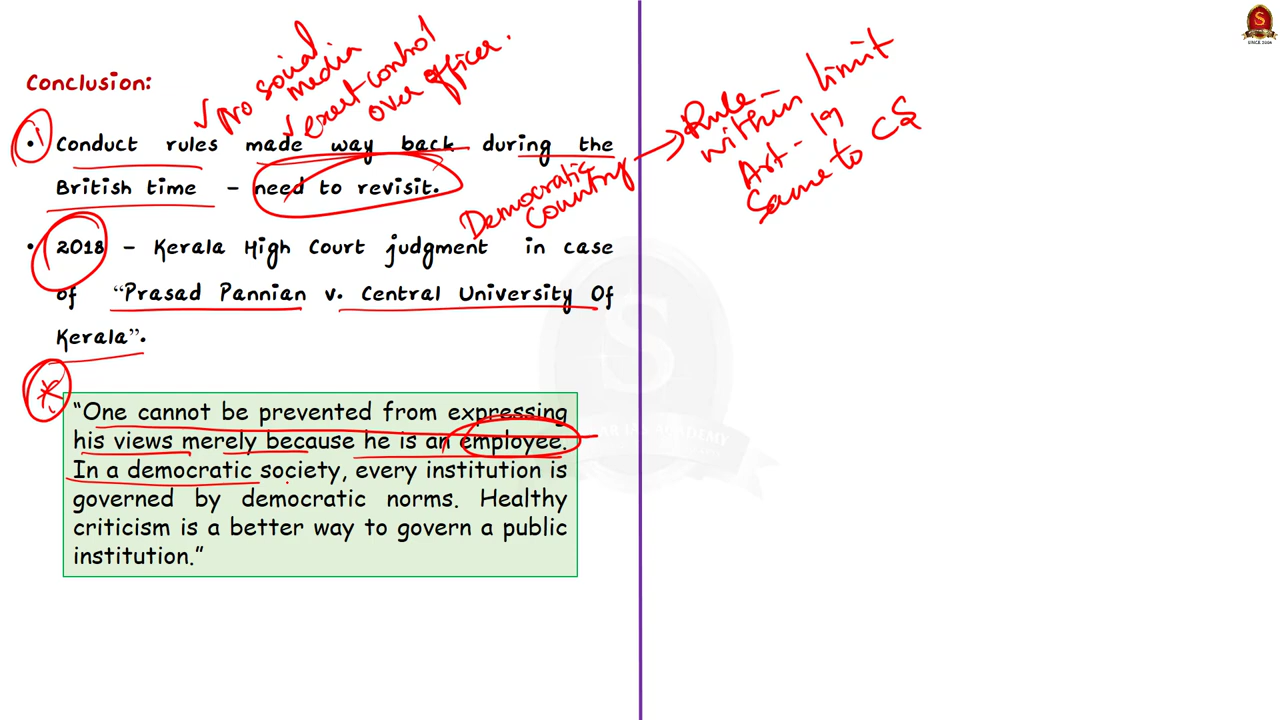 Conclusion:
✓ No social media
✓ exert control over officer.
• Conduct rules made way back during the
British time – need to revisit.
Democratic country → Rule – within limit
Art – 19
Same to CS
• 2018 – Kerala High Court judgment in case
of “Prasad Pannian v. Central University Of
Kerala”.
“One cannot be prevented from expressing
his views merely because he is an employee.
In a democratic society, every institution is
governed by democratic norms. Healthy
criticism is a better way to govern a public
institution.”
S
SINCE 2004